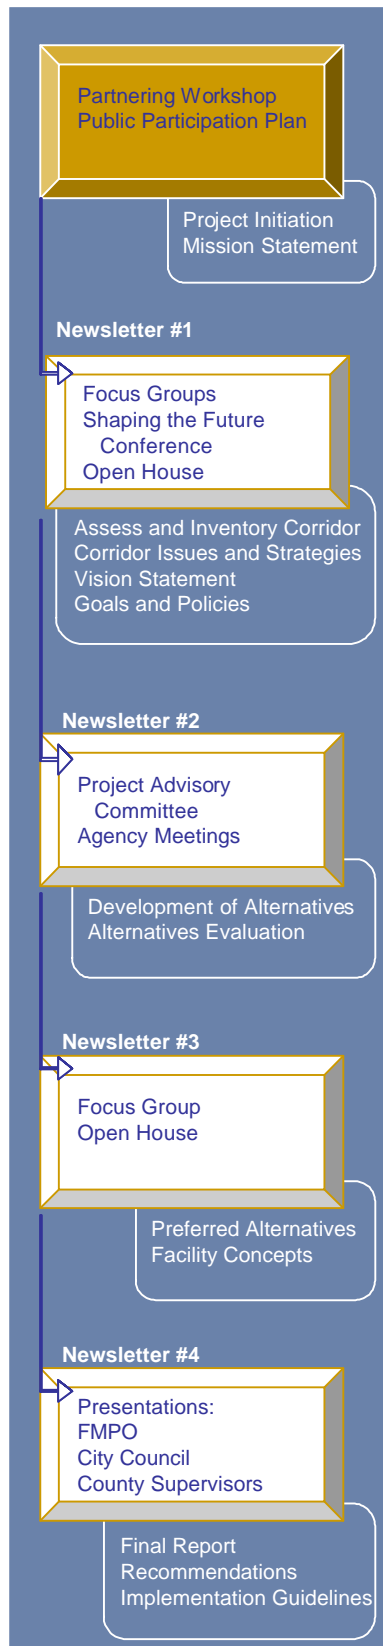 Partnering Workshop
Public Participation Plan
Project Initiation
Mission Statement
Newsletter #1
Focus Groups
Shaping the Future
Conference
Open House
Assess and Inventory Corridor
Corridor Issues and Strategies
Vision Statement
Goals and Policies
Newsletter #2
Project Advisory
Committee
Agency Meetings
Development of Alternatives
Alternatives Evaluation
Newsletter #3
Focus Group
Open House
Preferred Alternatives
Facility Concepts
Newsletter #4
Presentations:
FMPO
City Council
County Supervisors
Final Report
Recommendations
Implementation Guidelines